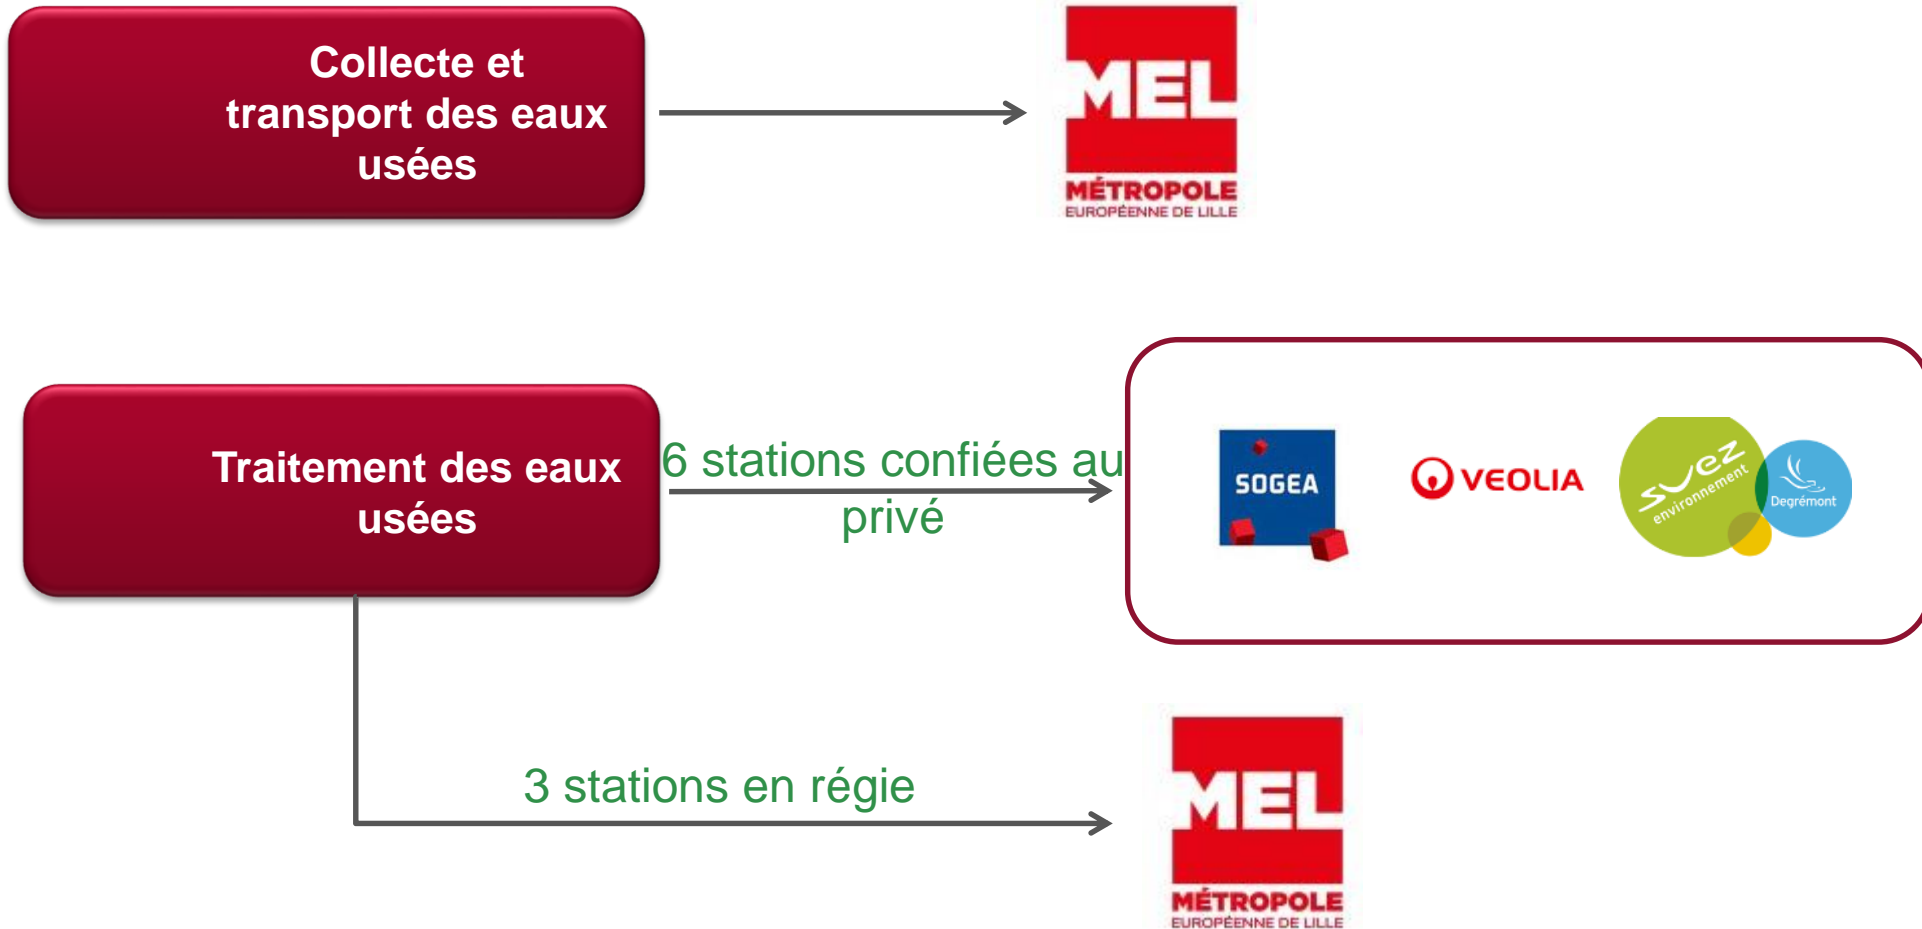 Collecte et
transport des eaux
usées
MEL
MÉTROPOLE
EUROPÉENNE DE LILLE
Traitement des eaux
usées
6 stations confiées au
privé
SOGEA
VEOLIA
suez
environnement
Degrémont
3 stations en régie
MEL
MÉTROPOLE
EUROPÉENNE DE LILLE